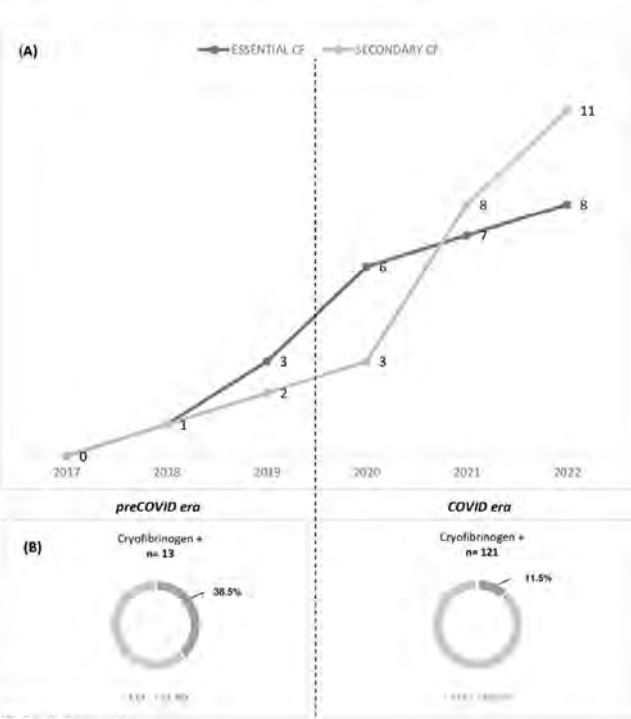 (A)
ESSENTIAL CF SECONDARY CF
11
8
8
7
6
3
3
2
1
0
2017 2018 2019 2020 2021 2022
preCOVID era COVID era
(B)
Cryofibrinogen + Cryofibrinogen +
n= 13 n= 121
38.5% 11.5%